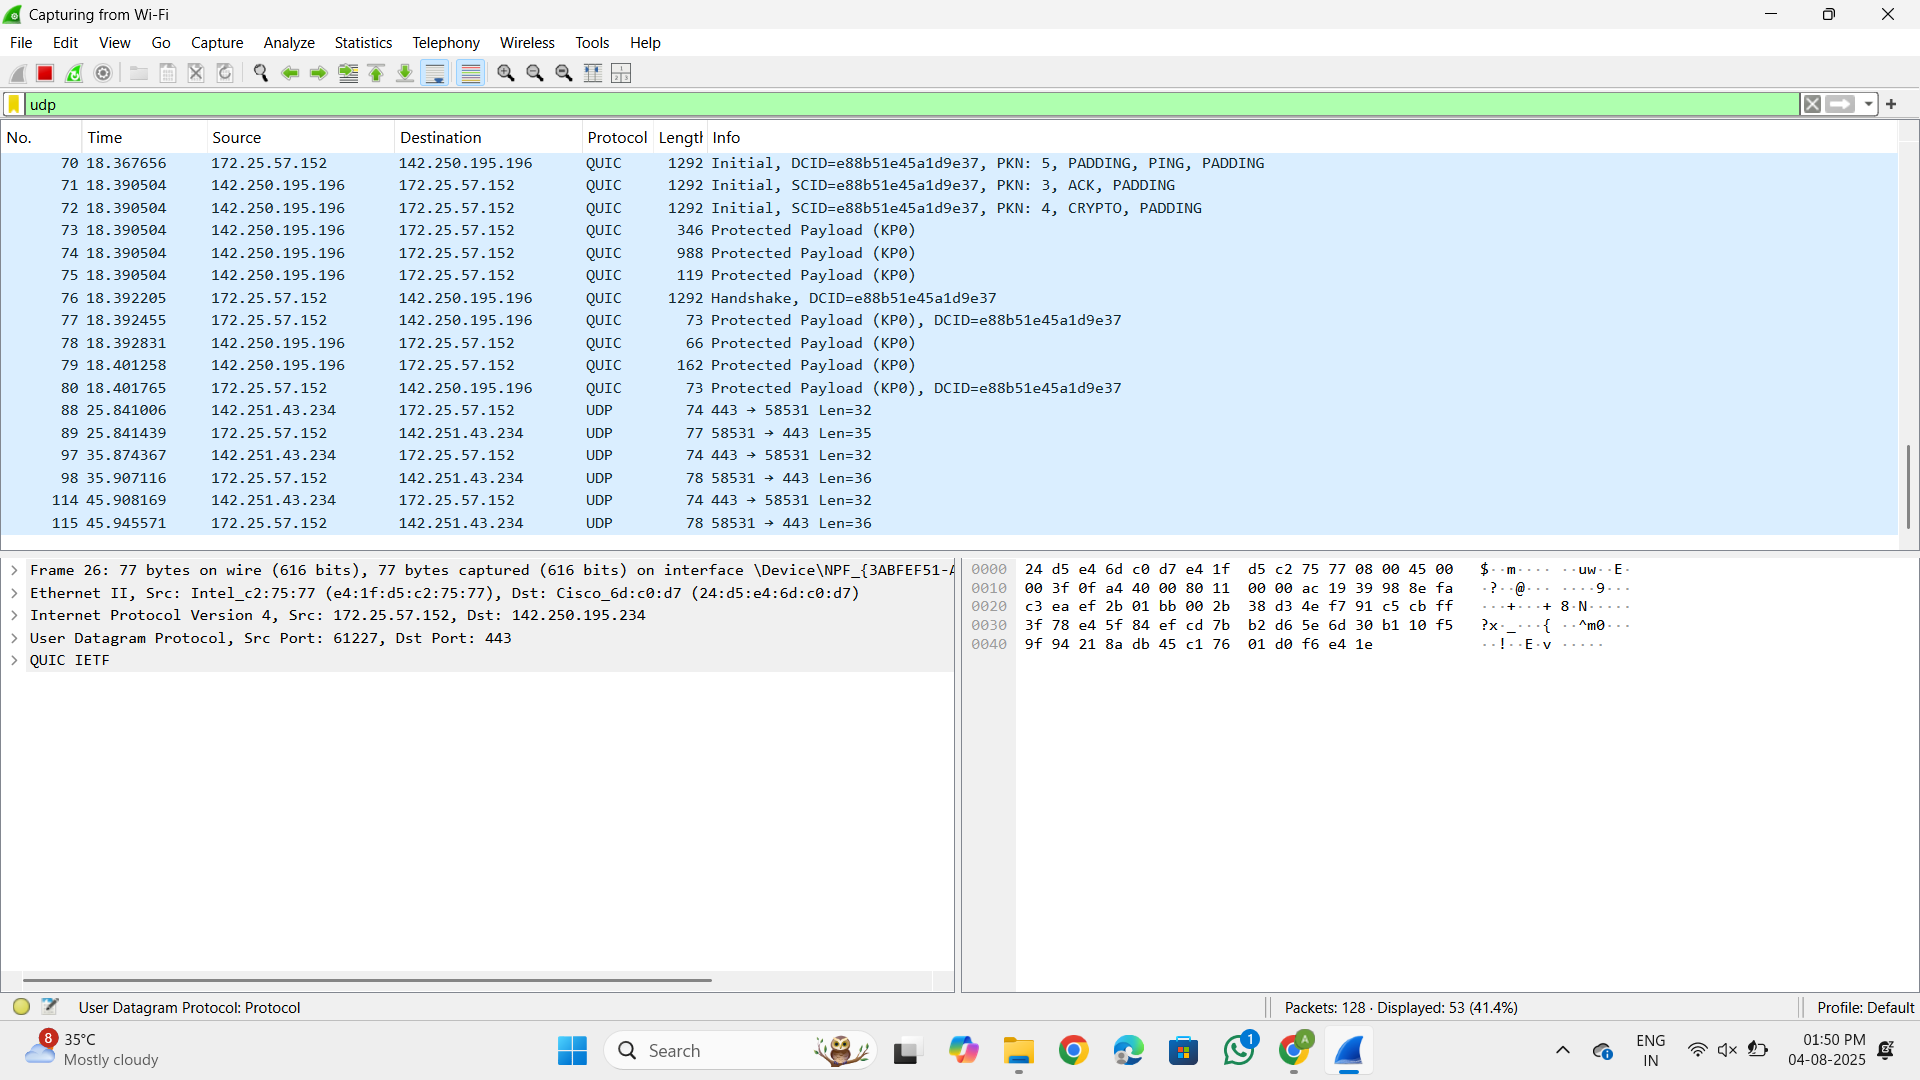 Capturing from Wi-Fi
File Edit View Go Capture Analyze Statistics Telephony Wireless Tools Help
udp
No. Time Source Destination Protocol Length Info
70 18.367656 172.25.57.152 142.250.195.196 QUIC 1292 Initial, DCID=e88b51e45a1d9e37, PKN: 5, PADDING, PING, PADDING
71 18.390504 142.250.195.196 172.25.57.152 QUIC 1292 Initial, SCID=e88b51e45a1d9e37, PKN: 3, ACK, PADDING
72 18.390504 142.250.195.196 172.25.57.152 QUIC 1292 Initial, SCID=e88b51e45a1d9e37, PKN: 4, CRYPTO, PADDING
73 18.390504 142.250.195.196 172.25.57.152 QUIC 346 Protected Payload (KP0)
74 18.390504 142.250.195.196 172.25.57.152 QUIC 988 Protected Payload (KP0)
75 18.390504 142.250.195.196 172.25.57.152 QUIC 119 Protected Payload (KP0)
76 18.392205 172.25.57.152 142.250.195.196 QUIC 1292 Handshake, DCID=e88b51e45a1d9e37
77 18.392455 172.25.57.152 142.250.195.196 QUIC 73 Protected Payload (KP0), DCID=e88b51e45a1d9e37
78 18.392831 142.250.195.196 172.25.57.152 QUIC 66 Protected Payload (KP0)
79 18.401258 142.250.195.196 172.25.57.152 QUIC 162 Protected Payload (KP0)
80 18.401765 172.25.57.152 142.250.195.196 QUIC 73 Protected Payload (KP0), DCID=e88b51e45a1d9e37
88 25.841006 142.251.43.234 172.25.57.152 UDP 74 443 → 58531 Len=32
89 25.841439 172.25.57.152 142.251.43.234 UDP 77 58531 → 443 Len=35
97 35.874367 142.251.43.234 172.25.57.152 UDP 74 443 → 58531 Len=32
98 35.907116 172.25.57.152 142.251.43.234 UDP 78 58531 → 443 Len=36
114 45.908169 142.251.43.234 172.25.57.152 UDP 74 443 → 58531 Len=32
115 45.945571 172.25.57.152 142.251.43.234 UDP 78 58531 → 443 Len=36
Frame 26: 77 bytes on wire (616 bits), 77 bytes captured (616 bits) on interface \Device\NPF_{3ABFEF51-A
Ethernet II, Src: Intel_c2:75:77 (e4:1f:d5:c2:75:77), Dst: Cisco_6d:c0:d7 (24:d5:e4:6d:c0:d7)
Internet Protocol Version 4, Src: 172.25.57.152, Dst: 142.250.195.234
User Datagram Protocol, Src Port: 61227, Dst Port: 443
QUIC IETF
0000 24 d5 e4 6d c0 d7 e4 1f d5 c2 75 77 08 00 45 00 $··m···· ··uw··E·
0010 00 3f 0f a4 40 00 80 11 00 00 ac 19 39 98 8e fa ·?··@··· ····9···
0020 c3 ea ef 2b 01 bb 00 2b 38 d3 4e f7 91 c5 cb ff ···+···+ 8·N·····
0030 3f 78 e4 5f 84 ef cd 7b b2 d6 5e 6d 30 b1 10 f5 ?x·_···{ ··^m0···
0040 9f 94 21 8a db 45 c1 76 01 d0 f6 e4 1e ··!··E·v ·····
User Datagram Protocol: Protocol
Packets: 128 · Displayed: 53 (41.4%)
Profile: Default
8
35°C
Mostly cloudy
Search
1
A
ENG
IN
01:50 PM
04-08-2025